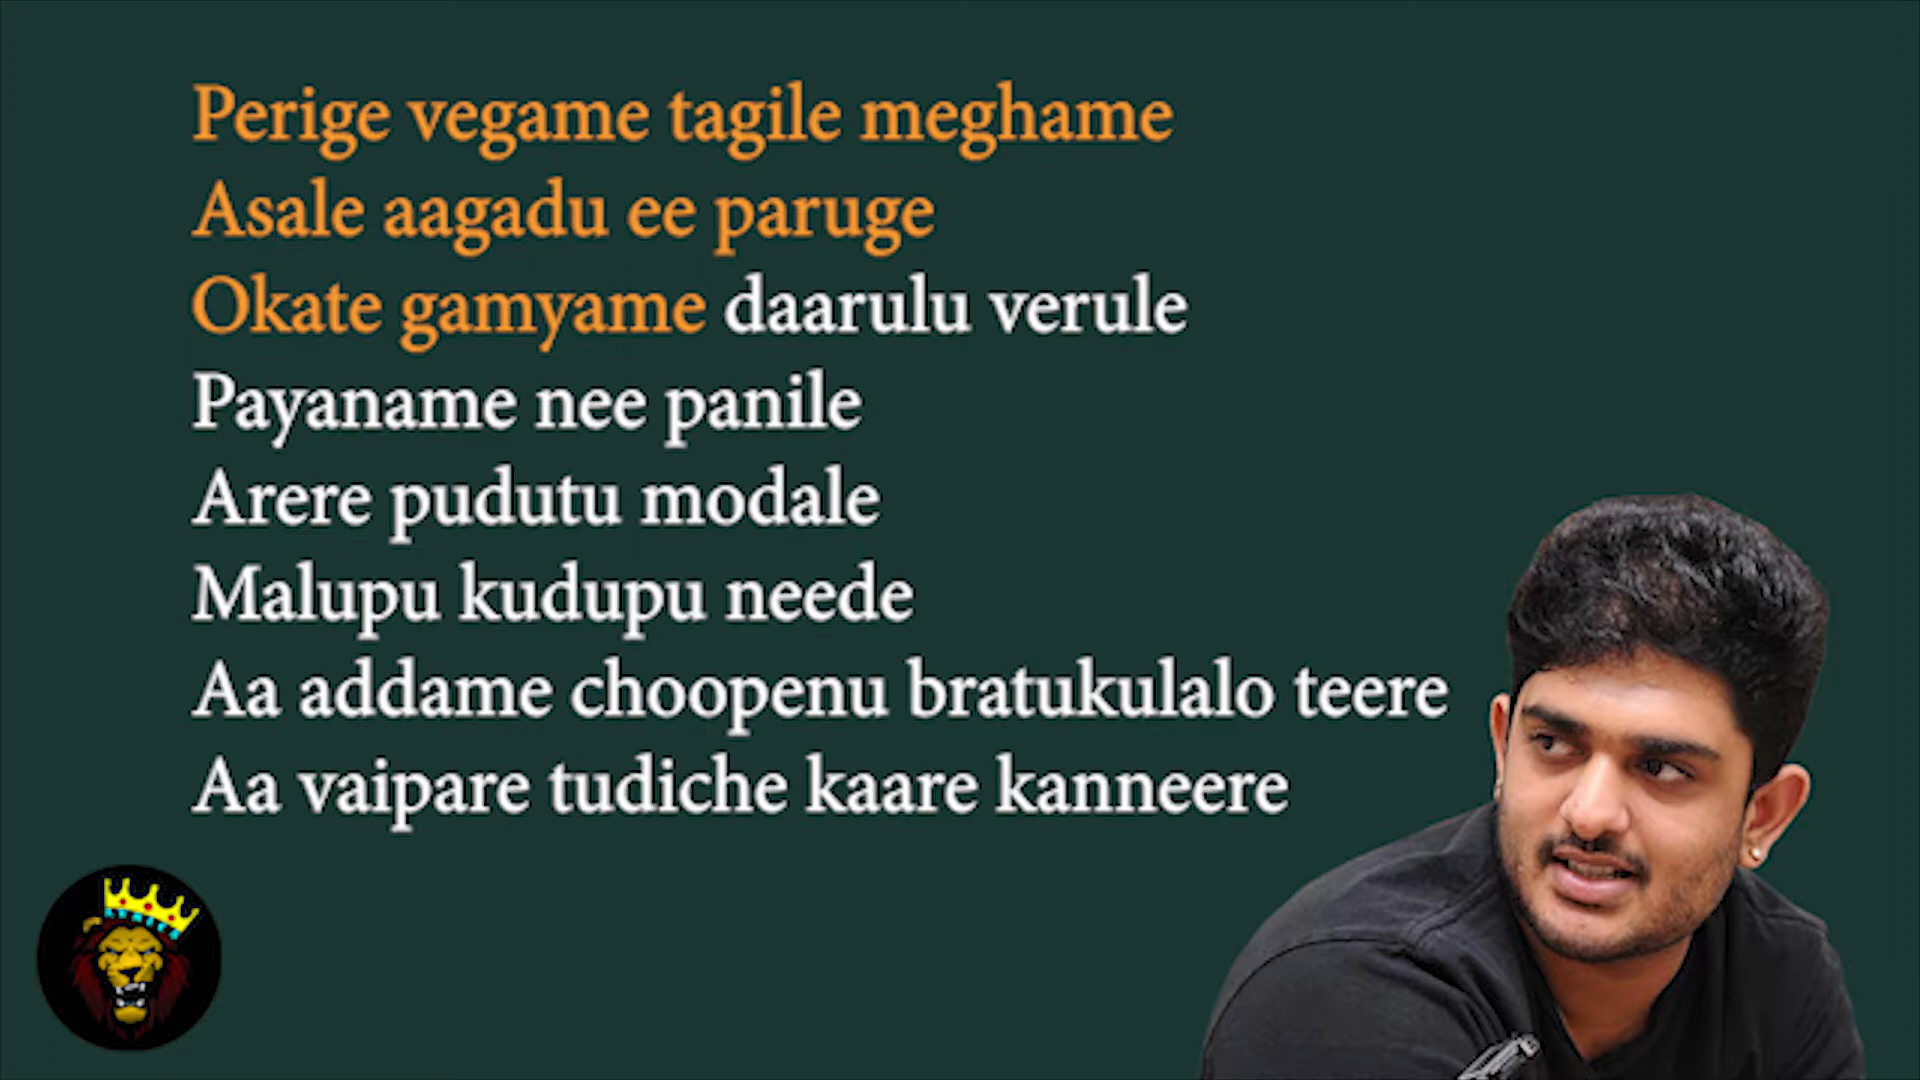 Perige vegame tagile meghame
Asale aagadu ee paruge
Okate gamyame daarulu verule
Payaname nee panile
Arere pudutu modale
Malupu kudupu neede
Aa addame choopenu bratukulalo teere
Aa vaipare tudiche kaare kanneere